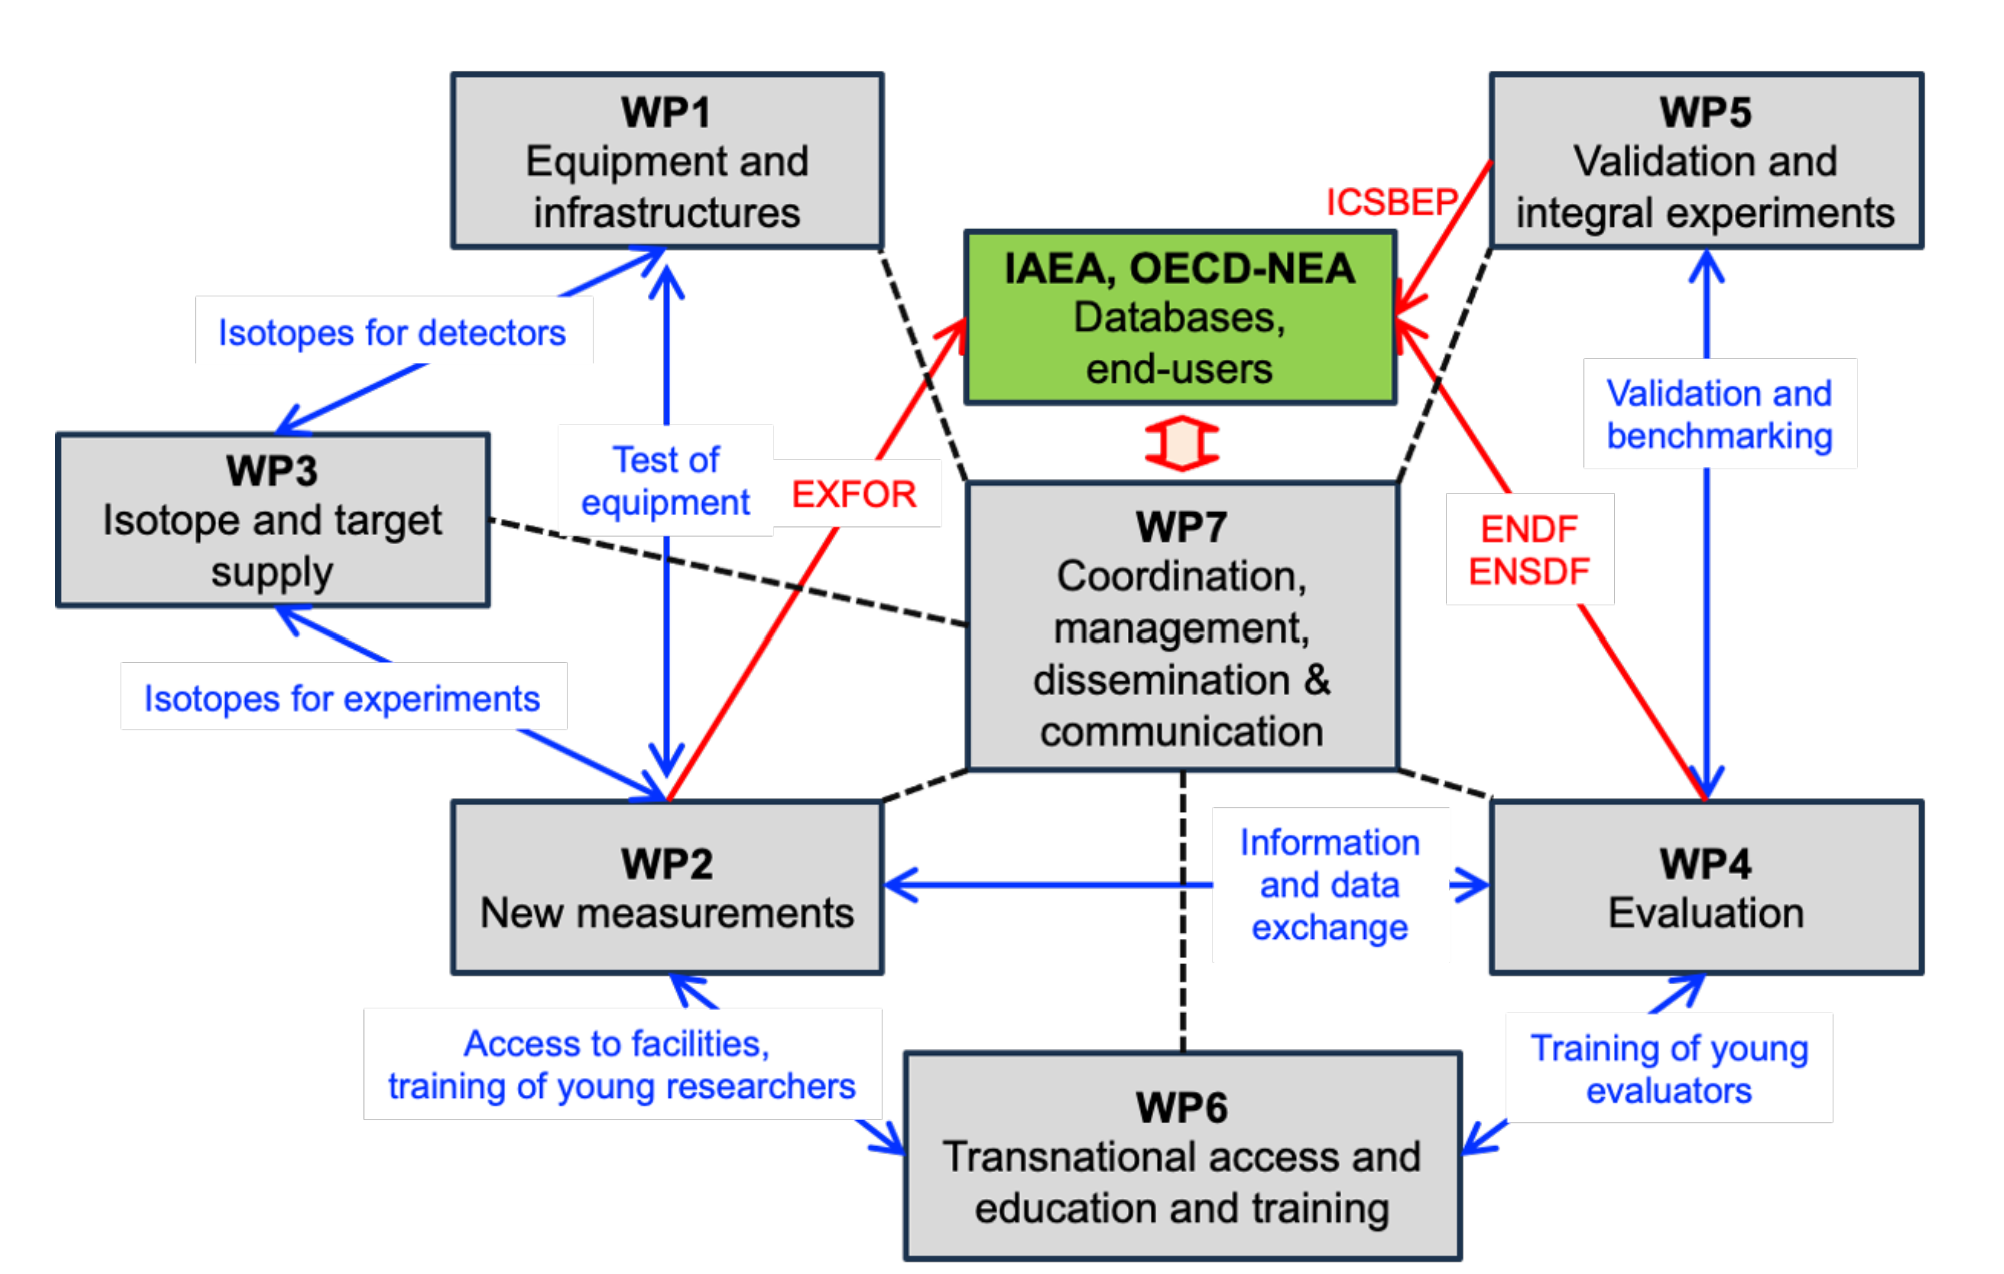 WP1
Equipment and
infrastructures
WP5
Validation and
integral experiments
ICSBEP
IAEA, OECD-NEA
Databases,
end-users
Isotopes for detectors
Validation and
benchmarking
WP3
Isotope and target
supply
Test of
equipment
EXFOR
WP7
Coordination,
management,
dissemination &
communication
ENDF
ENSDF
Isotopes for experiments
WP2
New measurements
Information
and data
exchange
WP4
Evaluation
Access to facilities,
training of young researchers
Training of young
evaluators
WP6
Transnational access and
education and training